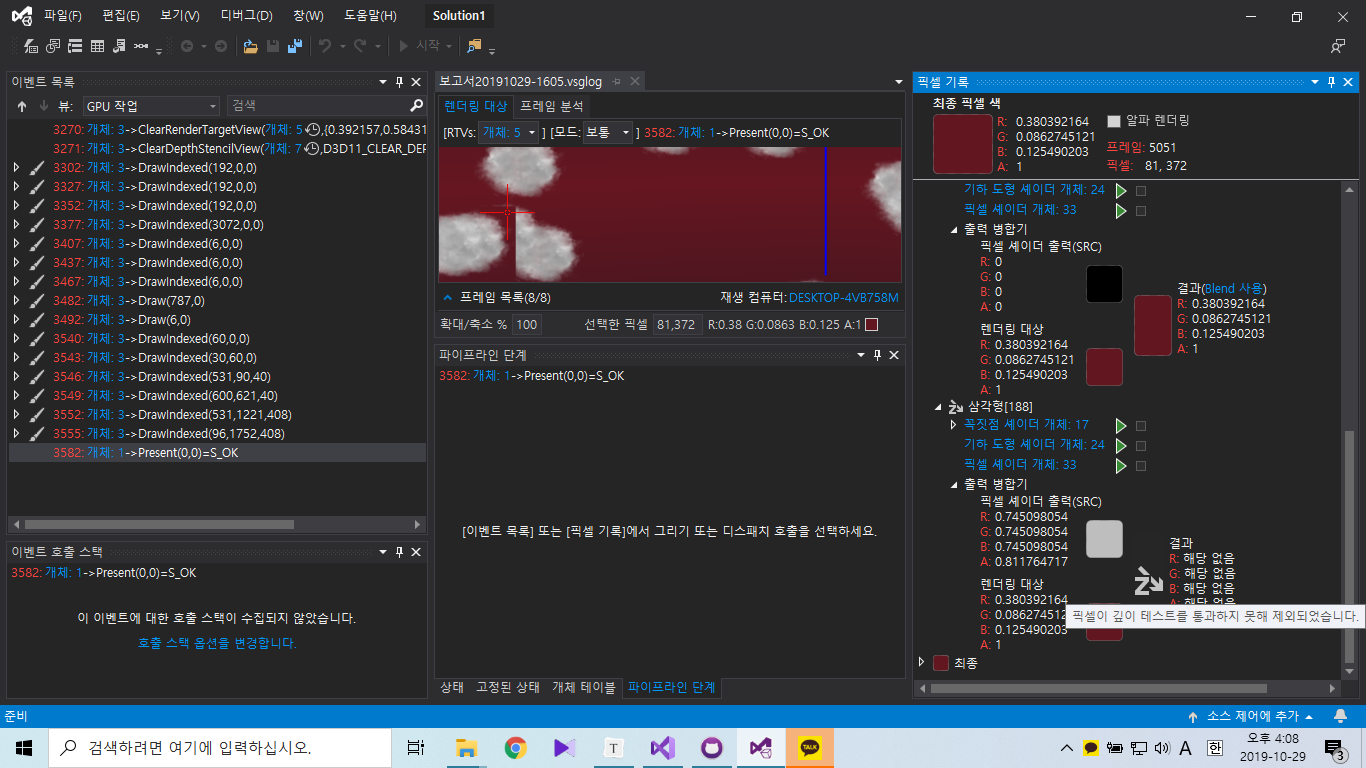 파일(F) 편집(E) 보기(V) 디버그(D) 창(W) 도움말(H) Solution1
시작
이벤트 목록
뷰: GPU 작업 검색
3270: 개체: 3->ClearRenderTargetView(개체: 5 ,{0.392157,0.58431
3271: 개체: 3->ClearDepthStencilView(개체: 7 ,D3D11_CLEAR_DEP
3302: 개체: 3->DrawIndexed(192,0,0)
3327: 개체: 3->DrawIndexed(192,0,0)
3352: 개체: 3->DrawIndexed(192,0,0)
3377: 개체: 3->DrawIndexed(3072,0,0)
3407: 개체: 3->DrawIndexed(6,0,0)
3437: 개체: 3->DrawIndexed(6,0,0)
3467: 개체: 3->DrawIndexed(6,0,0)
3482: 개체: 3->Draw(787,0)
3492: 개체: 3->Draw(6,0)
3540: 개체: 3->DrawIndexed(60,0,0)
3543: 개체: 3->DrawIndexed(30,60,0)
3546: 개체: 3->DrawIndexed(531,90,40)
3549: 개체: 3->DrawIndexed(600,621,40)
3552: 개체: 3->DrawIndexed(531,1221,408)
3555: 개체: 3->DrawIndexed(96,1752,408)
3582: 개체: 1->Present(0,0)=S_OK
이벤트 호출 스택
3582: 개체: 1->Present(0,0)=S_OK
이 이벤트에 대한 호출 스택이 수집되지 않았습니다.
호출 스택 옵션을 변경합니다.
보고서20191029-1605.vsglog
렌더링 대상 프레임 분석
[RTVs: 개체: 5 ] [모드: 보통 ] 3582: 개체: 1->Present(0,0)=S_OK
프레임 목록(8/8) 재생 컴퓨터:DESKTOP-4VB758M
확대/축소 % 100 선택한 픽셀 81,372 R:0.38 G:0.0863 B:0.125 A:1
파이프라인 단계
3582: 개체: 1->Present(0,0)=S_OK
[이벤트 목록] 또는 [픽셀 기록]에서 그리기 또는 디스패치 호출을 선택하세요.
상태 고정된 상태 개체 테이블 파이프라인 단계
픽셀 기록
최종 픽셀 색
R: 0.380392164
G: 0.0862745121
B: 0.125490203
A: 1
알파 렌더링
프레임: 5051
픽셀: 81, 372
기하 도형 셰이더 개체: 24
픽셀 셰이더 개체: 33
출력 병합기
픽셀 셰이더 출력(SRC)
R: 0
G: 0
B: 0
A: 0
렌더링 대상
R: 0.380392164
G: 0.0862745121
B: 0.125490203
A: 1
결과(Blend 사용)
R: 0.380392164
G: 0.0862745121
B: 0.125490203
A: 1
삼각형[188]
꼭짓점 셰이더 개체: 17
기하 도형 셰이더 개체: 24
픽셀 셰이더 개체: 33
출력 병합기
픽셀 셰이더 출력(SRC)
R: 0.745098054
G: 0.745098054
B: 0.745098054
A: 0.811764717
렌더링 대상
R: 0.380392164
G: 0.086274512
B: 0.125490203
A: 1
결과
R: 해당 없음
G: 해당 없음
B: 해당 없음
A: 해당 없음
픽셀이 깊이 테스트를 통과하지 못해 제외되었습니다.
최종
준비 소스 제어에 추가
검색하려면 여기에 입력하십시오.
T
TALK
A 한
오후 4:08
2019-10-29
3